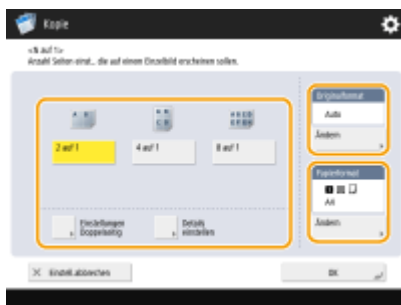 Kopie
<N auf 1>
Anzahl Seiten einst., die auf einem Einzelbild erscheinen sollen.
A B
A B
C D
A B C D
E F G H
2 auf 1
4 auf 1
8 auf 1
Einstellungen
Doppelseitig
Details
einstellen
Originalformat
Auto
Ändern
Papierformat
1
A4
Ändern
Einstell. abbrechen
OK